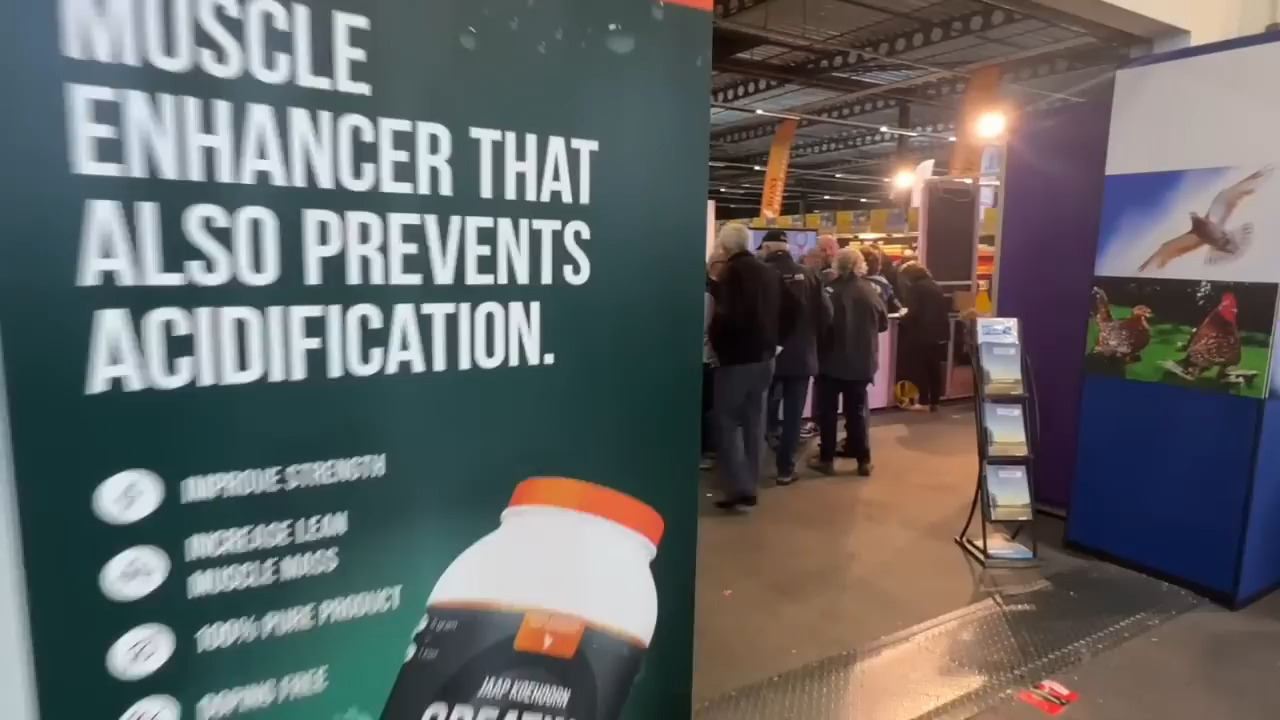 MUSCLE
ENHANCER THAT
ALSO PREVENTS
ACIDIFICATION.
IMPROVE STRENGTH
INCREASE LEAN
MUSCLE MASS
100% PURE PRODUCT
DOPING FREE
JAAP KOEHOORN